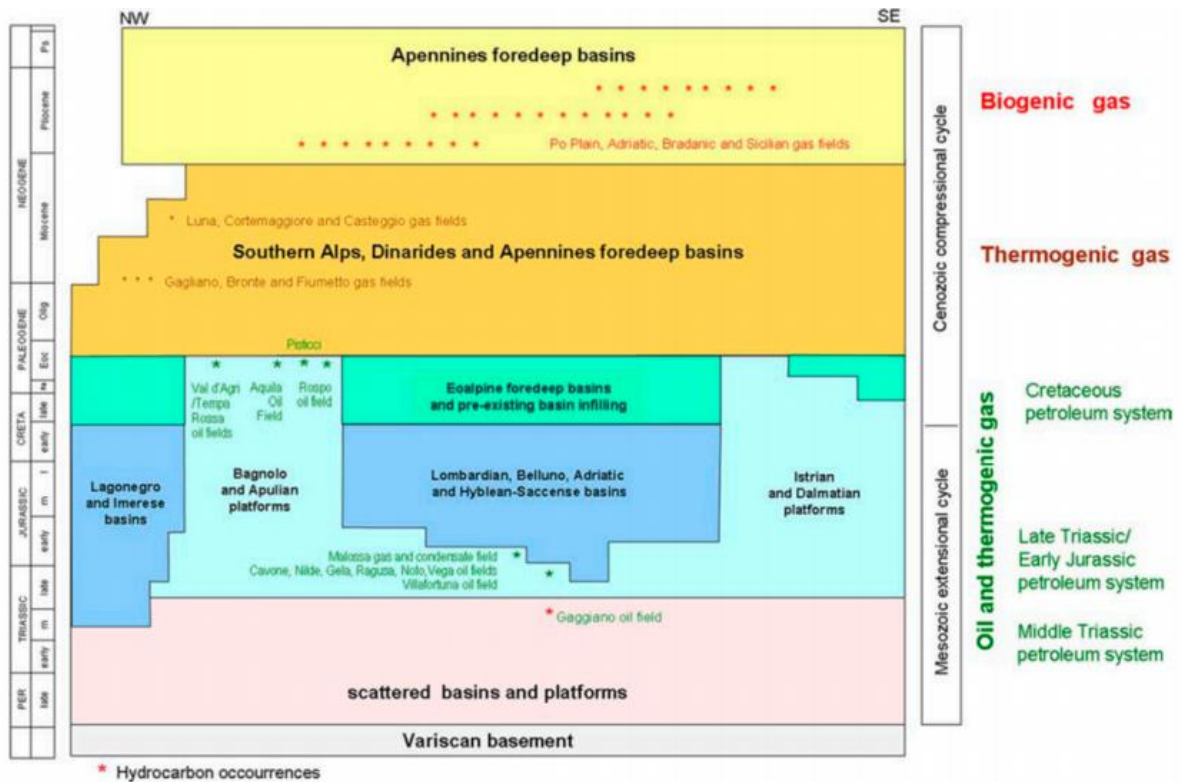 NW
SE
Ps
Pliocene
Miocene
NEOGENE
Olig
Eoc
PALEOGENE
late
early
CRETA
l
m
early
JURASSIC
late
m
early
TRIASSIC
late
PER
Apennines foredeep basins
Po Plain, Adriatic, Bradanic and Sicilian gas fields
Luna, Cortemaggiore and Casteggio gas fields
Southern Alps, Dinarides and Apennines foredeep basins
Gagliano, Bronte and Fiumetto gas fields
Pisticci
Val d'Agri
/Tempa
Rossa
oil fields
Aquila
Oil
Field
Rospo
oil field
Eoalpine foredeep basins
and pre-existing basin infilling
Lagonegro
and Imerese
basins
Bagnolo
and Apulian
platforms
Lombardian, Belluno, Adriatic
and Hyblean-Saccense basins
Istrian
and Dalmatian
platforms
Malossa gas and condensate field
Cavone, Nilde, Gela, Ragusa, Noto,Vega oil fields
Villafortuna oil field
* Gaggiano oil field
scattered basins and platforms
Variscan basement
* Hydrocarbon occourrences
Cenozoic compressional cycle
Mesozoic extensional cycle
Biogenic gas
Thermogenic gas
Oil and thermogenic gas
Cretaceous
petroleum system
Late Triassic/
Early Jurassic
petroleum system
Middle Triassic
petroleum system